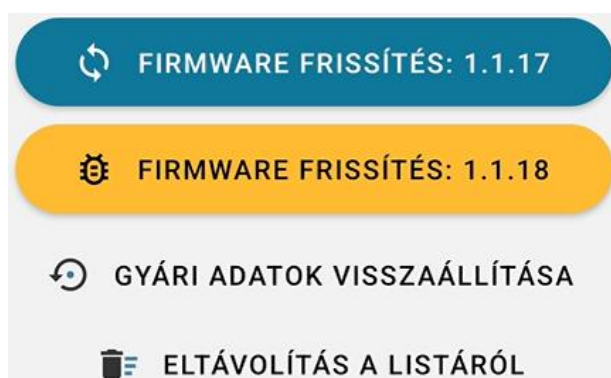 FIRMWARE FRISSÍTÉS: 1.1.17
FIRMWARE FRISSÍTÉS: 1.1.18
GYÁRI ADATOK VISSZAÁLLÍTÁSA
ELTÁVOLÍTÁS A LISTÁRÓL